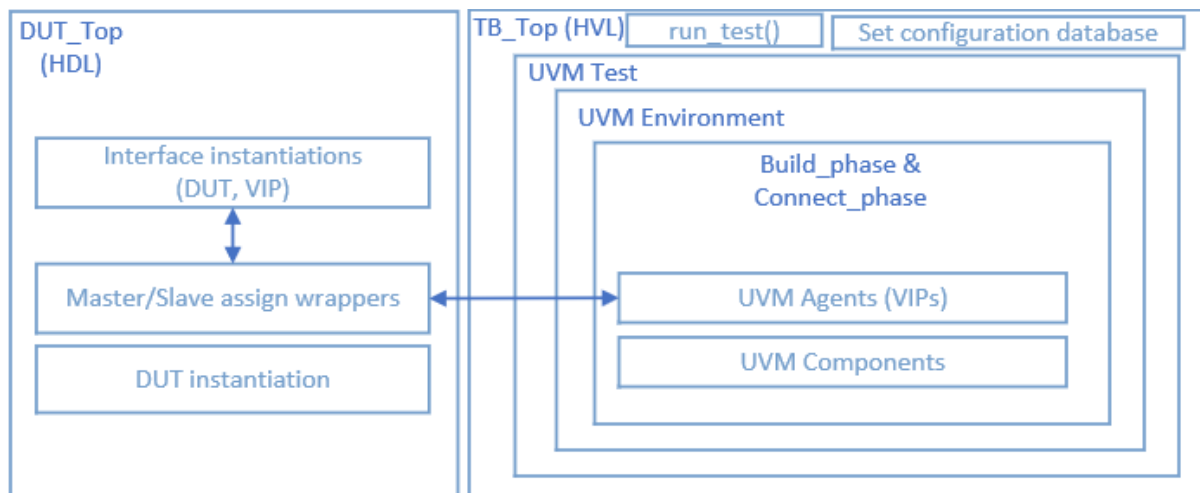 DUT_Top
(HDL)
Interface instantiations
(DUT, VIP)
Master/Slave assign wrappers
DUT instantiation
TB_Top (HVL)
run_test()
Set configuration database
UVM Test
UVM Environment
Build_phase &
Connect_phase
UVM Agents (VIPs)
UVM Components